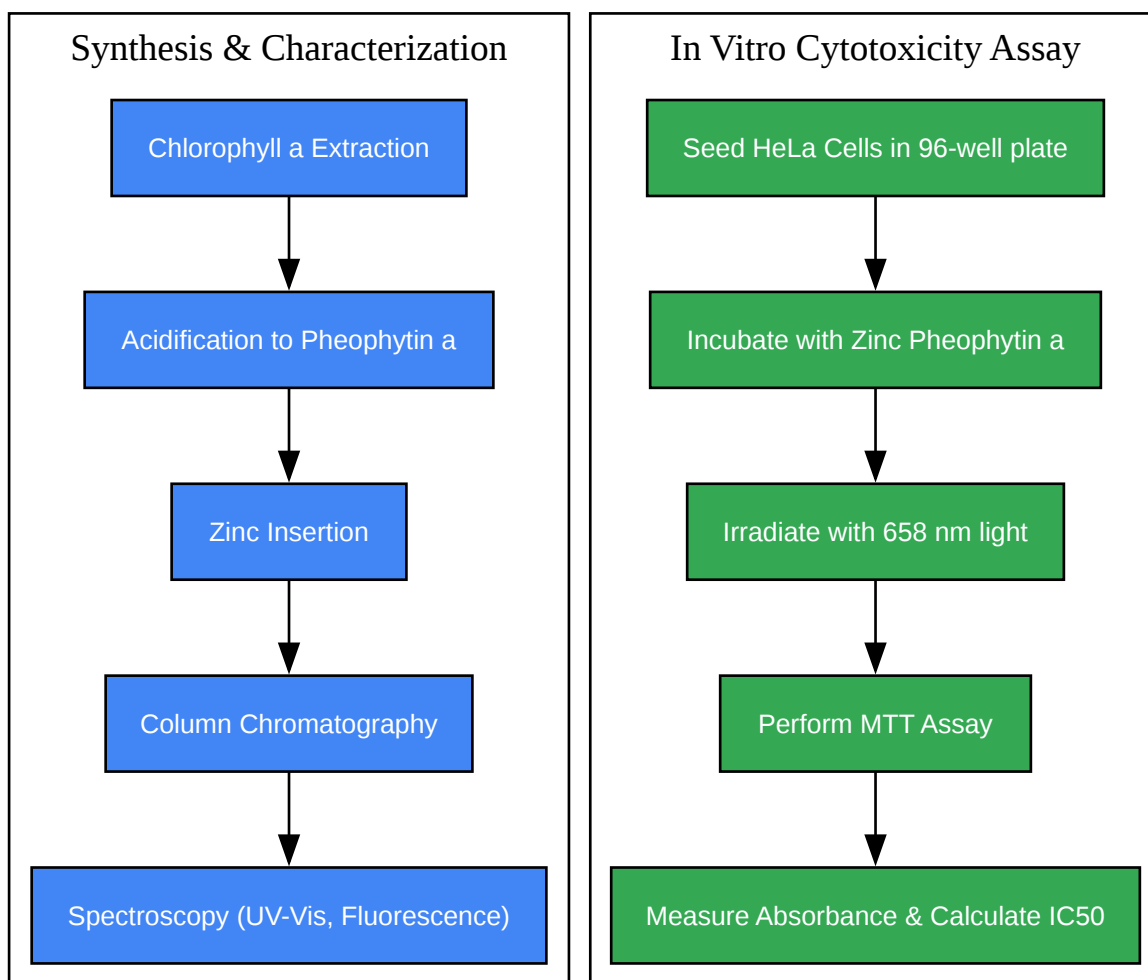 Synthesis & Characterization
Chlorophyll a Extraction
Acidification to Pheophytin a
Zinc Insertion
Column Chromatography
Spectroscopy (UV-Vis, Fluorescence)
In Vitro Cytotoxicity Assay
Seed HeLa Cells in 96-well plate
Incubate with Zinc Pheophytin a
Irradiate with 658 nm light
Perform MTT Assay
Measure Absorbance & Calculate IC50